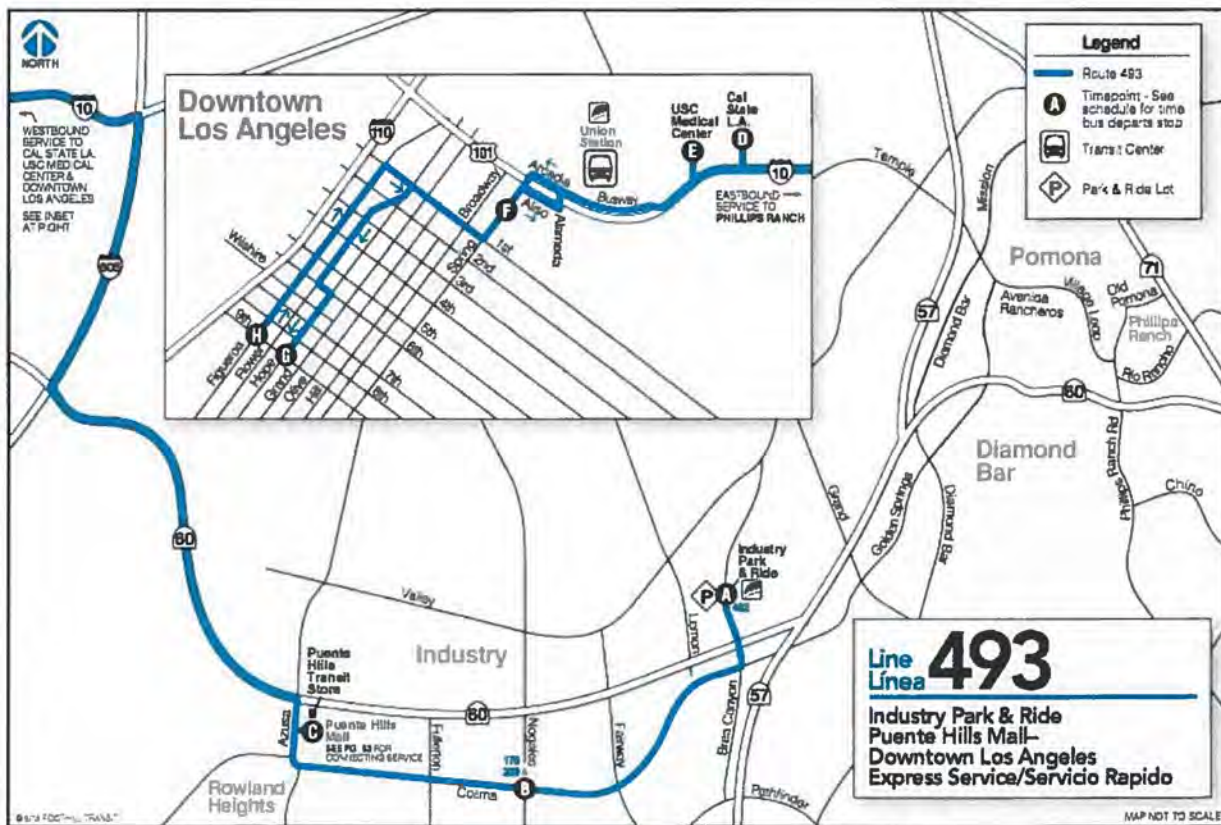 NORTH
10
WESTBOUND
SERVICE TO
CAL STATE LA,
USC MEDICAL
CENTER &
DOWNTOWN
LOS ANGELES
SEE INSET
AT RIGHT
605
60
Downtown
Los Angeles
110
101
Union
Station
USC
Medical
Center
E
Cal
State
L.A.
D
10
Arcadia
Aliso
Busway
Alameda
Broadway
F
Spring
1st
2nd
3rd
4th
5th
6th
7th
8th
9th
Wilshire
H
G
Figueroa
Flower
Hope
Grand
Olive
Hill
EASTBOUND
SERVICE TO
PHILLIPS RANCH
Legend
Route 493
A
Timepoint - See
schedule for time
bus departs stop
Transit Center
P
Park & Ride Lot
Temple
Mission
Pomona
71
Village Loop
Old
Pomona
Avenida
Rancheros
Phillips
Ranch
Rio Rancho
57
Diamond Bar
60
Diamond
Bar
Phillips Ranch Rd
Chino
Golden Springs
Diamond Bar
Grand
Industry
Park
& Ride
P
A
Lemon
Valley
Industry
Puente
Hills
Transit
Store
Azusa
C
Puente Hills
Mall
SEE PG. 53 FOR
CONNECTING SERVICE
60
Fullerton
Nogales
Fairway
Brea Canyon
57
Colima
B
Rowland
Heights
Pathfinder
Line
Línea
493
Industry Park & Ride
Puente Hills Mall–
Downtown Los Angeles
Express Service/Servicio Rapido
MAP NOT TO SCALE